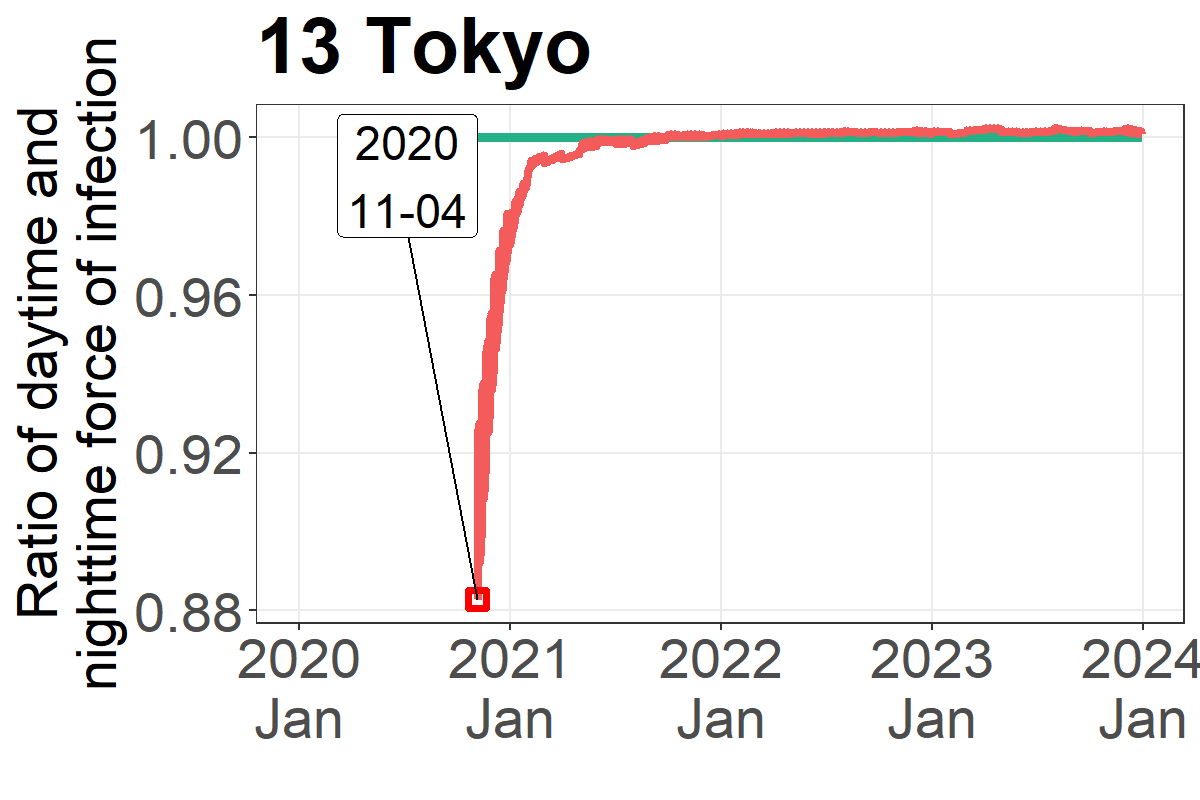 13 Tokyo
Ratio of daytime and
nighttime force of infection
1.00
0.96
0.92
0.88
2020
11-04
2020
Jan
2021
Jan
2022
Jan
2023
Jan
2024
Jan